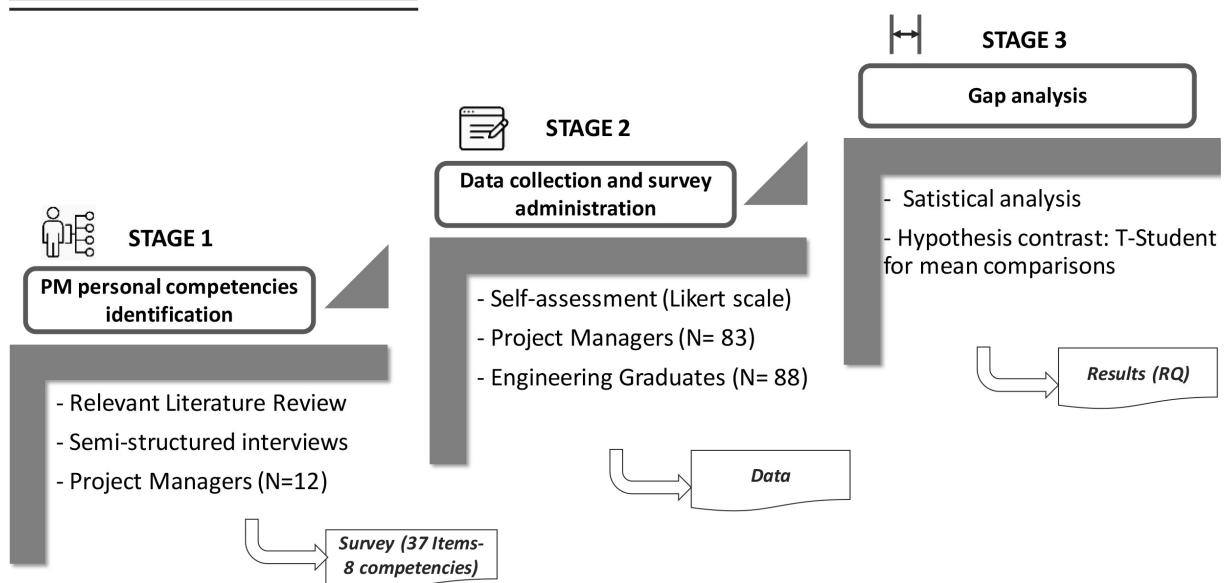 STAGE 1
PM personal competencies
identification
- Relevant Literature Review
- Semi-structured interviews
- Project Managers (N=12)
Survey (37 Items-
8 competencies)
STAGE 2
Data collection and survey
administration
- Self-assessment (Likert scale)
- Project Managers (N= 83)
- Engineering Graduates (N= 88)
Data
STAGE 3
Gap analysis
- Satistical analysis
- Hypothesis contrast: T-Student
for mean comparisons
Results (RQ)